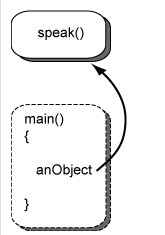 speak()
main()
{
anObject
}